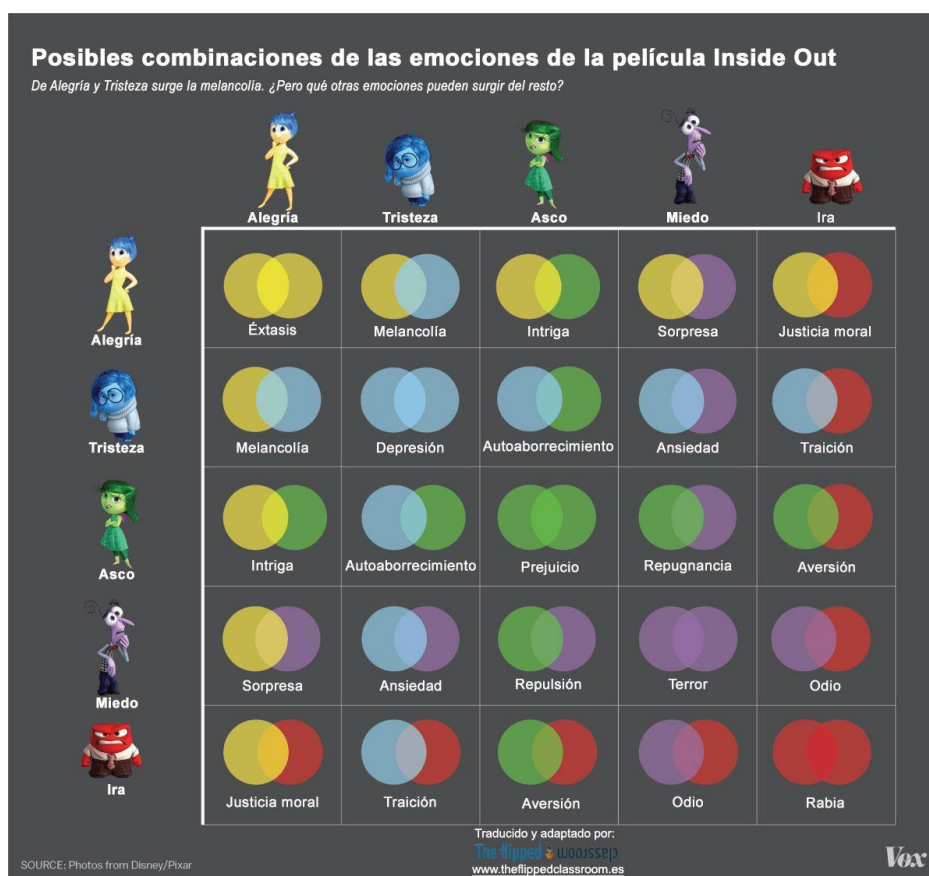 Posibles combinaciones de las emociones de la película Inside Out
De Alegría y Tristeza surge la melancolía. ¿Pero qué otras emociones pueden surgir del resto?
Alegría Tristeza Asco Miedo Ira
Alegría
Éxtasis Melancolía Intriga Sorpresa Justicia moral
Tristeza
Melancolía Depresión Autoaborrecimiento Ansiedad Traición
Asco
Intriga Autoaborrecimiento Prejuicio Repugnancia Aversión
Miedo
Sorpresa Ansiedad Repulsión Terror Odio
Ira
Justicia moral Traición Aversión Odio Rabia
Traducido y adaptado por:
The flipped classroom
www.theflippedclassroom.es
SOURCE: Photos from Disney/Pixar
Vox